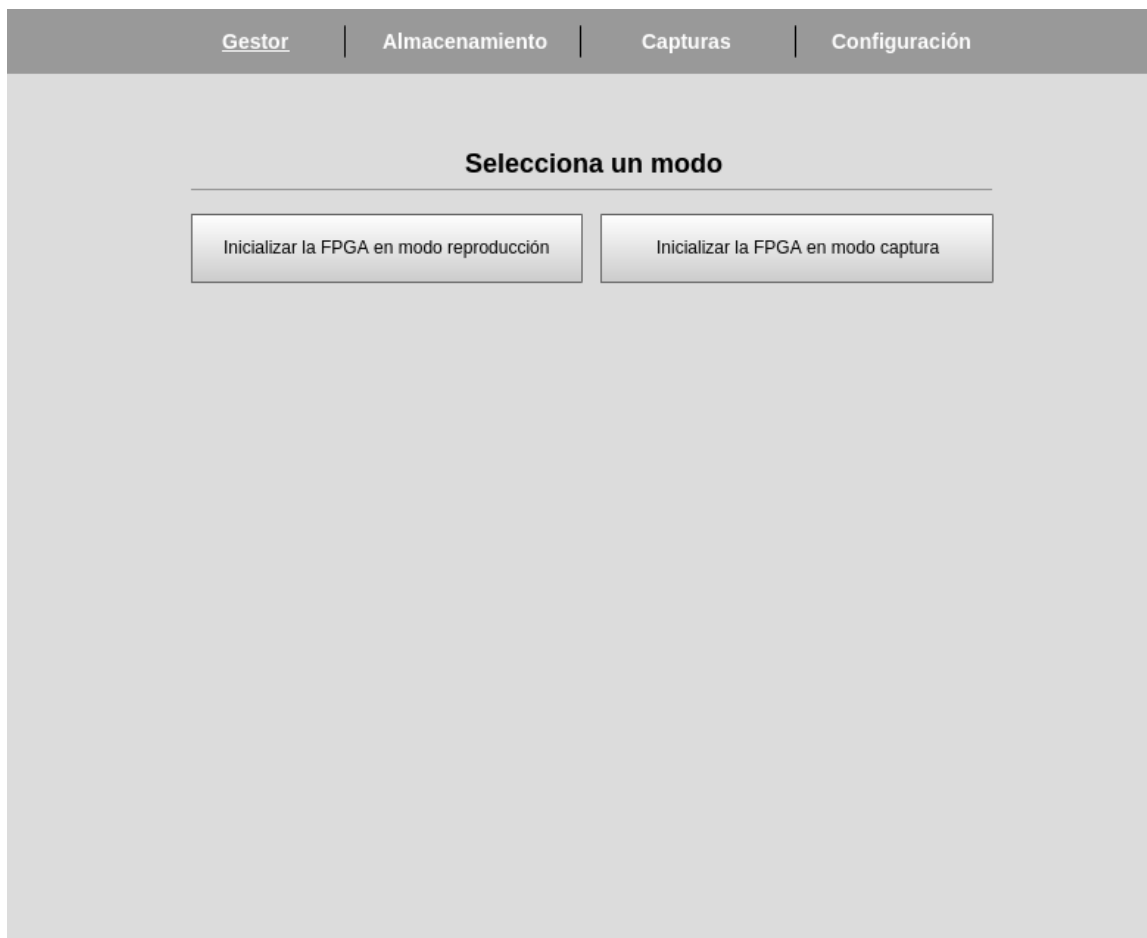 Gestor Almacenamiento Capturas Configuración
Selecciona un modo
Inicializar la FPGA en modo reproducción Inicializar la FPGA en modo captura